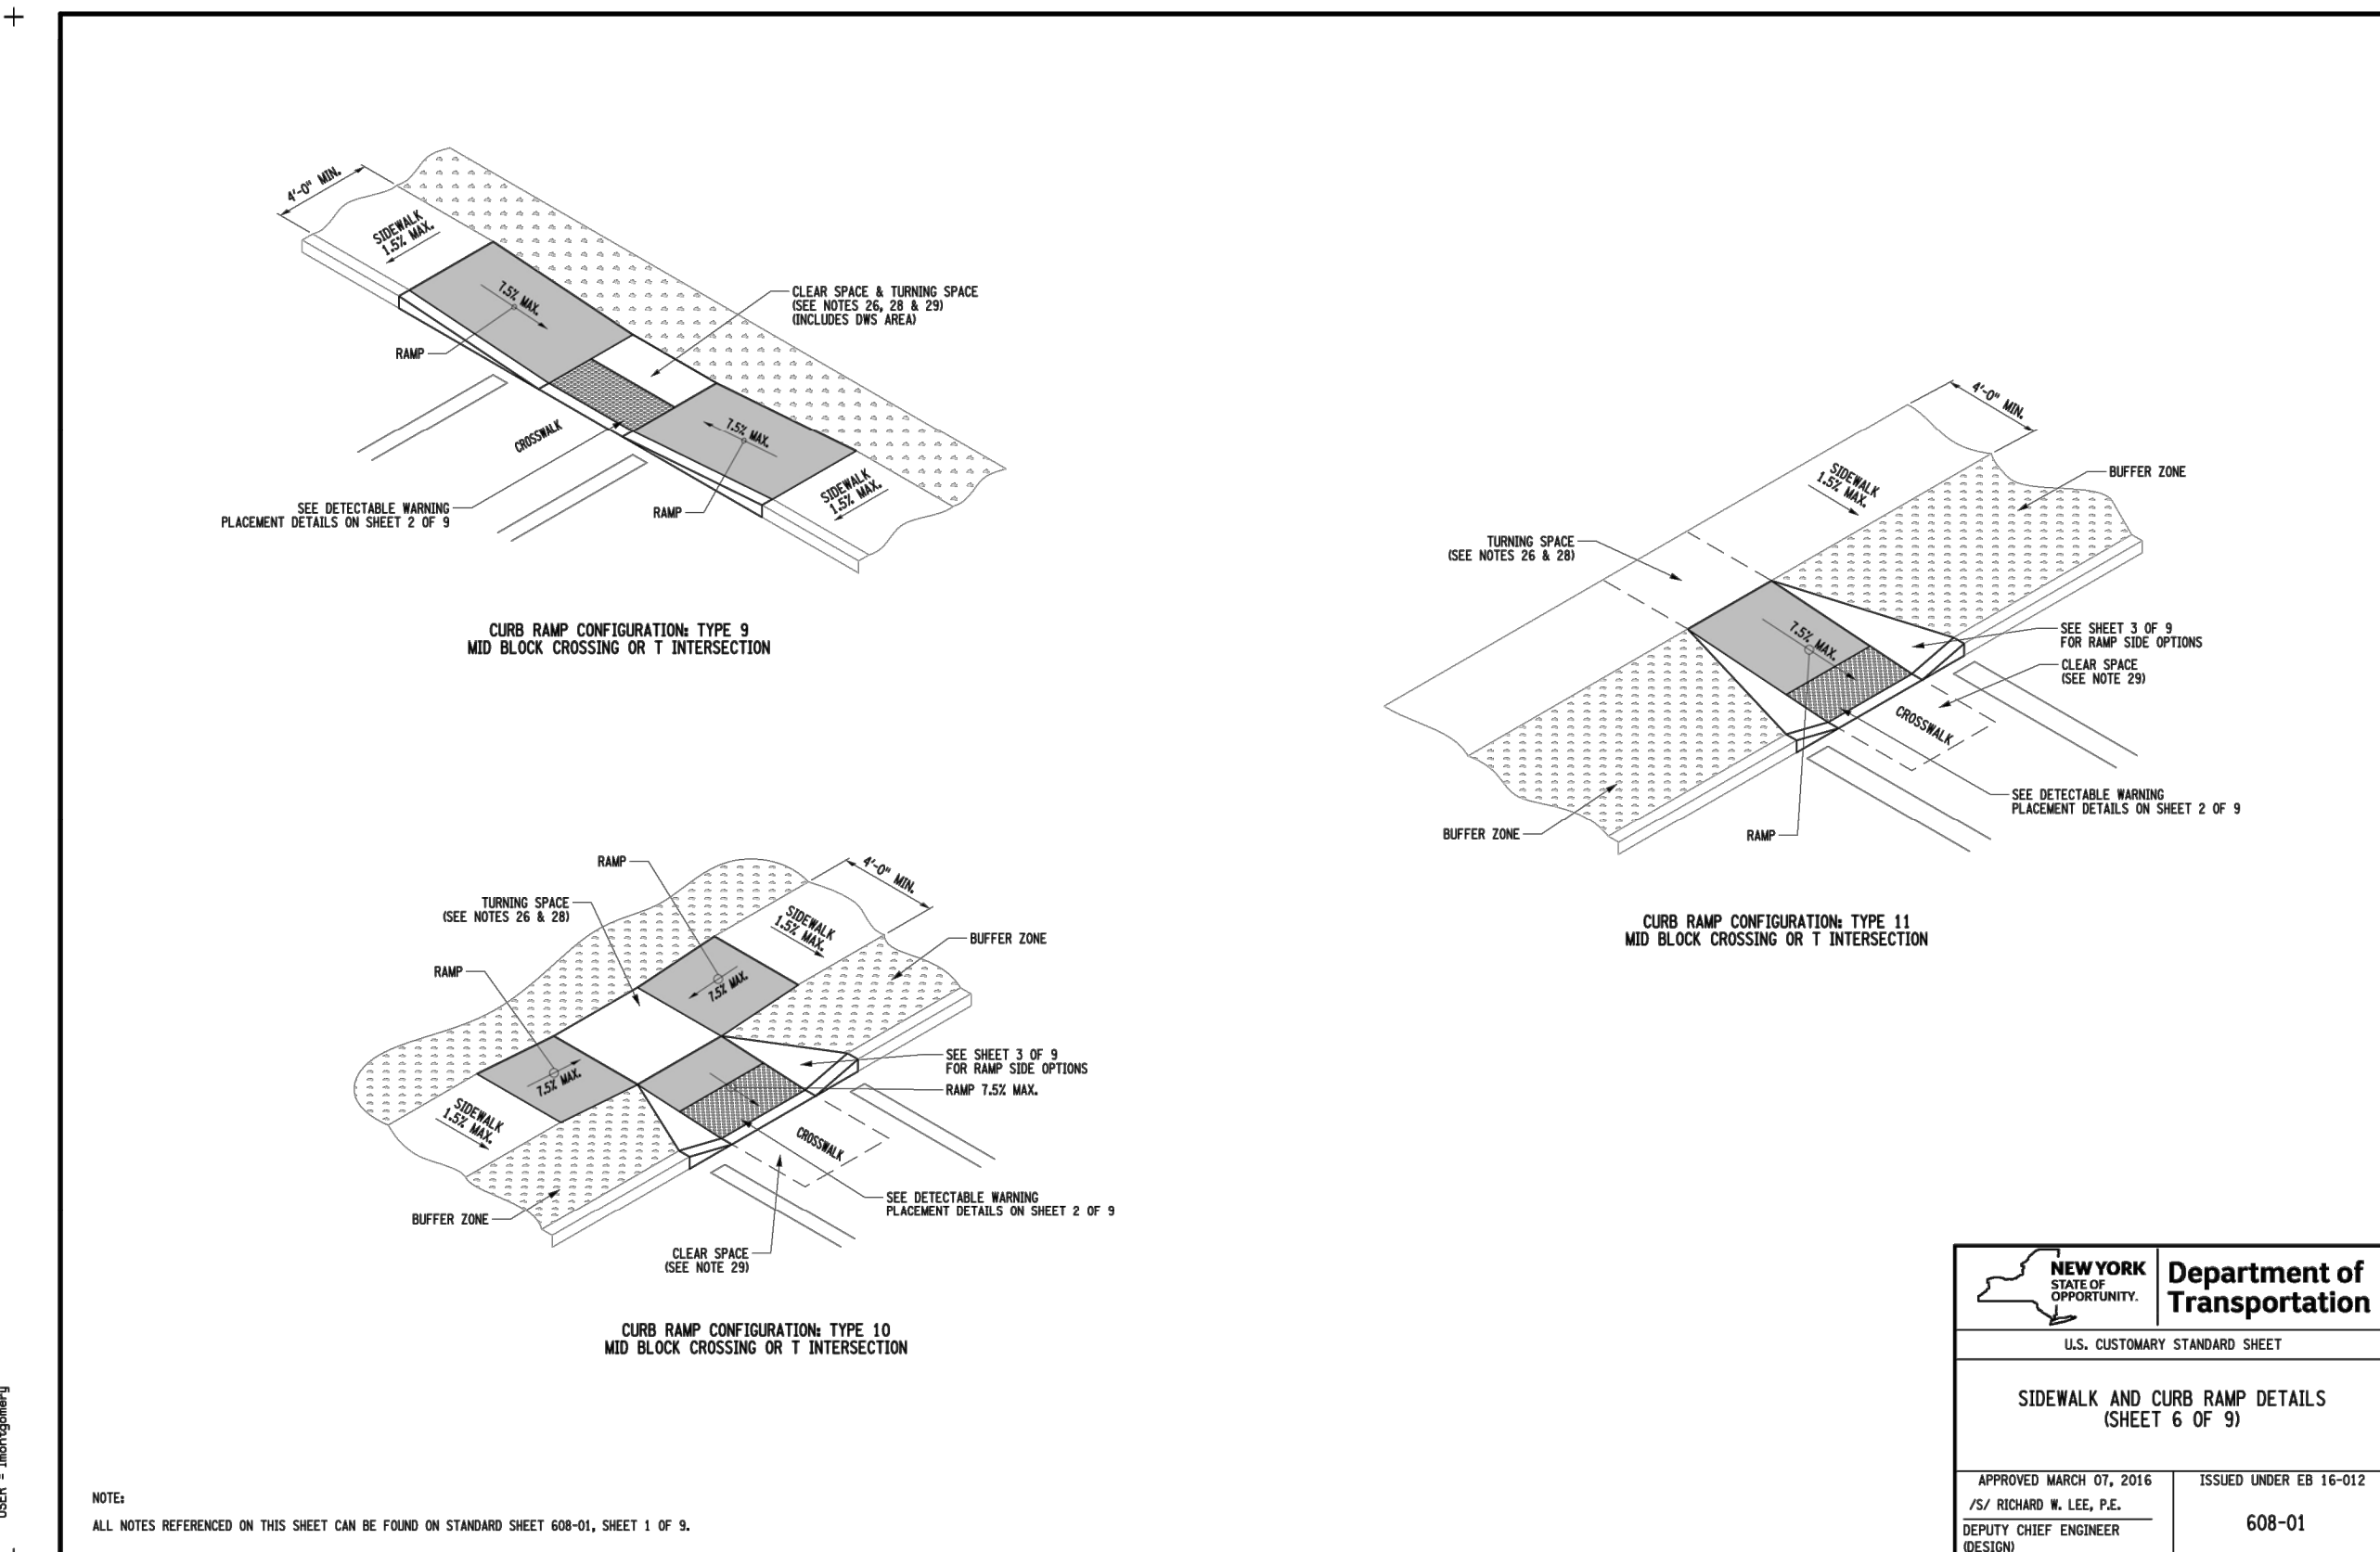 4'-0" MIN.
SIDEWALK
1.5% MAX.
7.5% MAX.
CLEAR SPACE & TURNING SPACE
(SEE NOTES 26, 28 & 29)
(INCLUDES DWS AREA)
RAMP
7.5% MAX.
CROSSWALK
SIDEWALK
1.5% MAX.
SEE DETECTABLE WARNING
PLACEMENT DETAILS ON SHEET 2 OF 9
RAMP
CURB RAMP CONFIGURATION: TYPE 9
MID BLOCK CROSSING OR T INTERSECTION
4'-0" MIN.
SIDEWALK
1.5% MAX.
BUFFER ZONE
TURNING SPACE
(SEE NOTES 26 & 28)
7.5% MAX.
SEE SHEET 3 OF 9
FOR RAMP SIDE OPTIONS
CLEAR SPACE
(SEE NOTE 29)
CROSSWALK
SEE DETECTABLE WARNING
PLACEMENT DETAILS ON SHEET 2 OF 9
BUFFER ZONE
RAMP
CURB RAMP CONFIGURATION: TYPE 11
MID BLOCK CROSSING OR T INTERSECTION
RAMP
4'-0" MIN.
TURNING SPACE
(SEE NOTES 26 & 28)
SIDEWALK
1.5% MAX.
BUFFER ZONE
RAMP
7.5% MAX.
7.5% MAX.
SEE SHEET 3 OF 9
FOR RAMP SIDE OPTIONS
RAMP 7.5% MAX.
SIDEWALK
1.5% MAX.
CROSSWALK
SEE DETECTABLE WARNING
PLACEMENT DETAILS ON SHEET 2 OF 9
BUFFER ZONE
CLEAR SPACE
(SEE NOTE 29)
CURB RAMP CONFIGURATION: TYPE 10
MID BLOCK CROSSING OR T INTERSECTION
NOTE:
ALL NOTES REFERENCED ON THIS SHEET CAN BE FOUND ON STANDARD SHEET 608-01, SHEET 1 OF 9.
NEW YORK
STATE OF
OPPORTUNITY.
Department of
Transportation
U.S. CUSTOMARY STANDARD SHEET
SIDEWALK AND CURB RAMP DETAILS
(SHEET 6 OF 9)
APPROVED MARCH 07, 2016
/S/ RICHARD W. LEE, P.E.
DEPUTY CHIEF ENGINEER
(DESIGN)
ISSUED UNDER EB 16-012
608-01